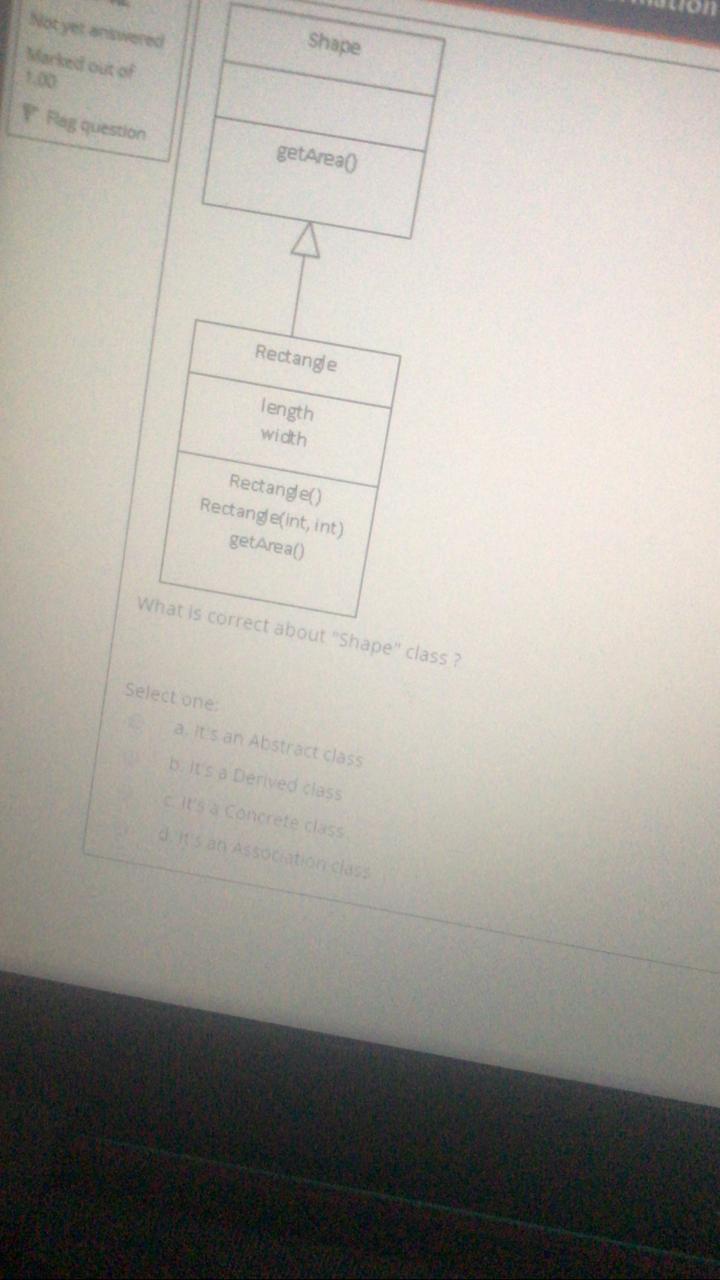 Not yet answered
Marked out of
1.00
Flag question
Shape
getArea()
Rectangle
length
width
Rectangle()
Rectangle(int, int)
getArea()
What is correct about "Shape" class ?
Select one:
a. It's an Abstract class
b. It's a Derived class
c. It's a Concrete class
d. It's an Association class